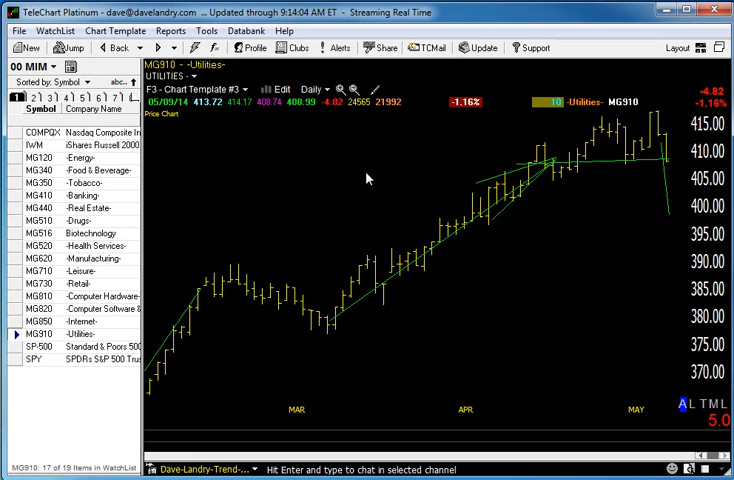 TeleChart Platinum - dave@davelandry.com ... Updated through 9:14:04 AM ET - Streaming Real Time
File WatchList Chart Template Reports Tools Databank Help
New Jump Back Profile Clubs Alerts Share TCMail Update Support Layout
00 MIM
Sorted by: Symbol abc..
1 2 3 4 5 6 7
Symbol Company Name
COMPQX Nasdaq Composite In
IWM iShares Russell 2000
MG120 -Energy-
MG340 -Food & Beverage-
MG350 -Tobacco-
MG410 -Banking-
MG440 -Real Estate-
MG510 -Drugs-
MG516 Biotechnology
MG520 -Health Services-
MG620 -Manufacturing-
MG710 -Leisure-
MG730 -Retail-
MG810 -Computer Hardware-
MG820 -Computer Software &
MG850 -Internet-
MG910 -Utilities-
SP-500 Standard & Poors 500
SPY SPDRs S&P 500 Trus
MG910: 17 of 19 Items in WatchList
MG910 - -Utilities-
UTILITIES -
F3 - Chart Template #3 Edit Daily
05/09/14 413.72 414.17 408.74 408.99 -4.82 24565 21992 -1.16% 10 -Utilities- MG910
Price Chart
-4.82
-1.16%
415.00
410.00
405.00
400.00
395.00
390.00
385.00
380.00
375.00
370.00
MAR APR MAY
A L T M L
5.0
Dave-Landry-Trend-... Hit Enter and type to chat in selected channel